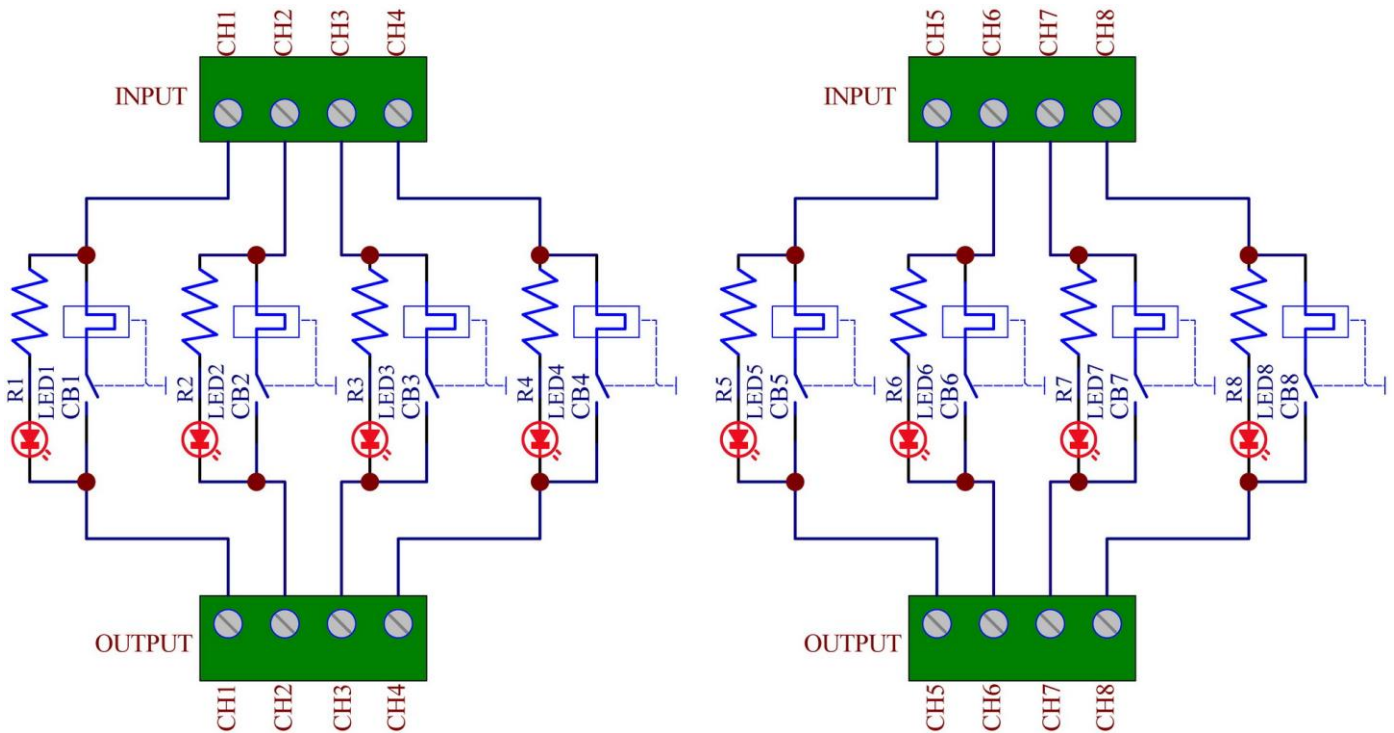 CH1 CH2 CH3 CH4
CH5 CH6 CH7 CH8
INPUT
INPUT
R1 LED1 CB1
R2 LED2 CB2
R3 LED3 CB3
R4 LED4 CB4
R5 LED5 CB5
R6 LED6 CB6
R7 LED7 CB7
R8 LED8 CB8
OUTPUT
OUTPUT
CH1 CH2 CH3 CH4
CH5 CH6 CH7 CH8